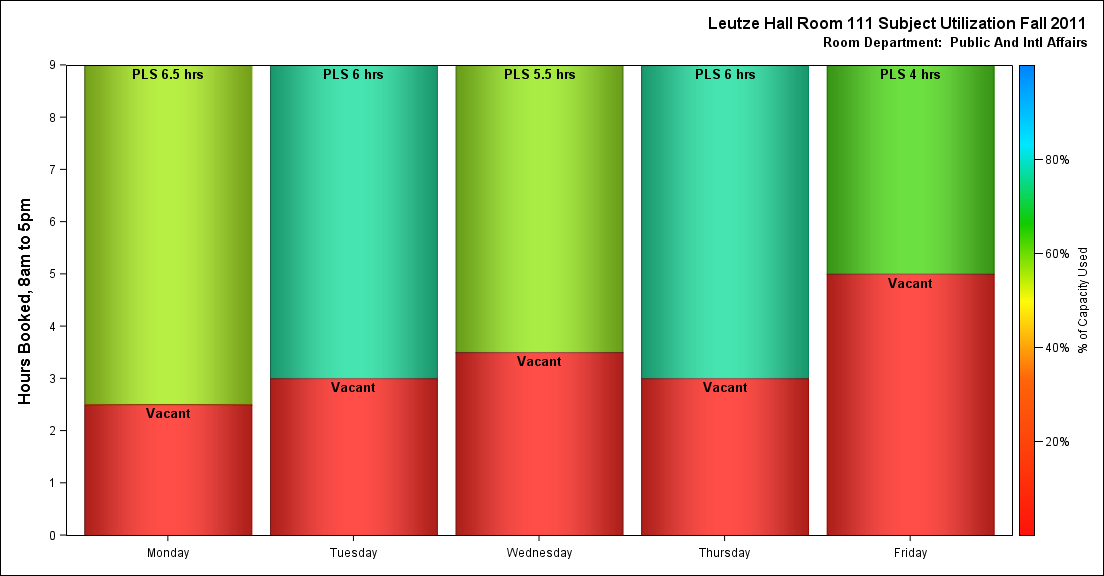 Leutze Hall Room 111 Subject Utilization Fall 2011
Room Department:  Public And Intl Affairs
Hours Booked, 8am to 5pm
9
8
7
6
5
4
3
2
1
0
PLS 6.5 hrs
PLS 6 hrs
PLS 5.5 hrs
PLS 6 hrs
PLS 4 hrs
Vacant
Vacant
Vacant
Vacant
Vacant
Monday
Tuesday
Wednesday
Thursday
Friday
80%
60%
40%
20%
% of Capacity Used